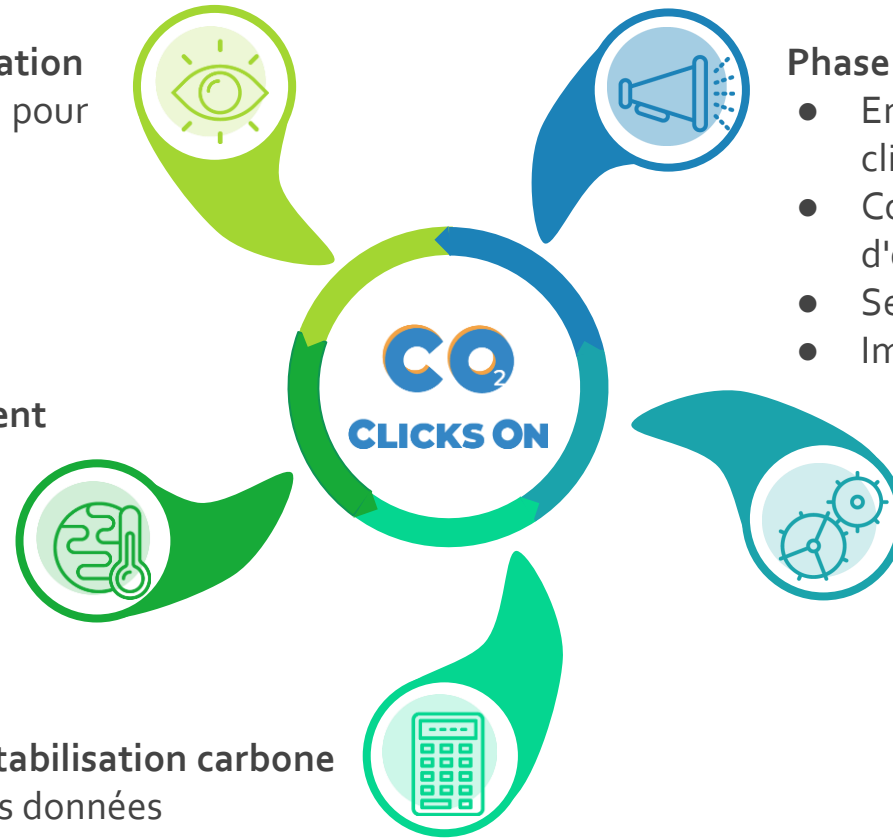 ation
pour
Phase
● En
cli
● Co
d'
● Se
● Im
CO2
CLICKS ON
ent
tabilisation carbone
s données